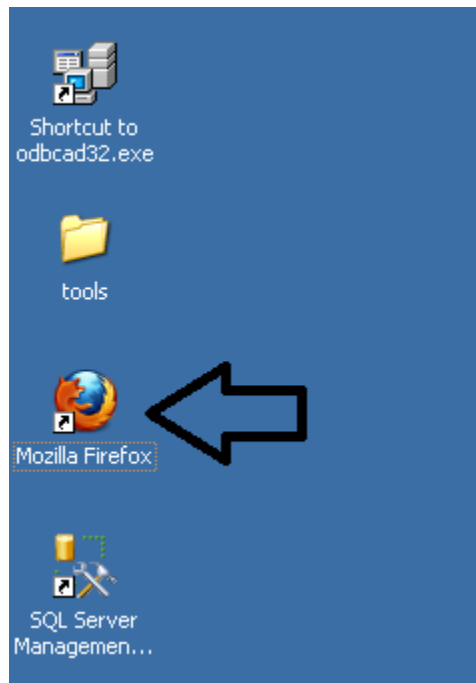 Shortcut to
odbcad32.exe
tools
Mozilla Firefox
SQL Server
Managemen...